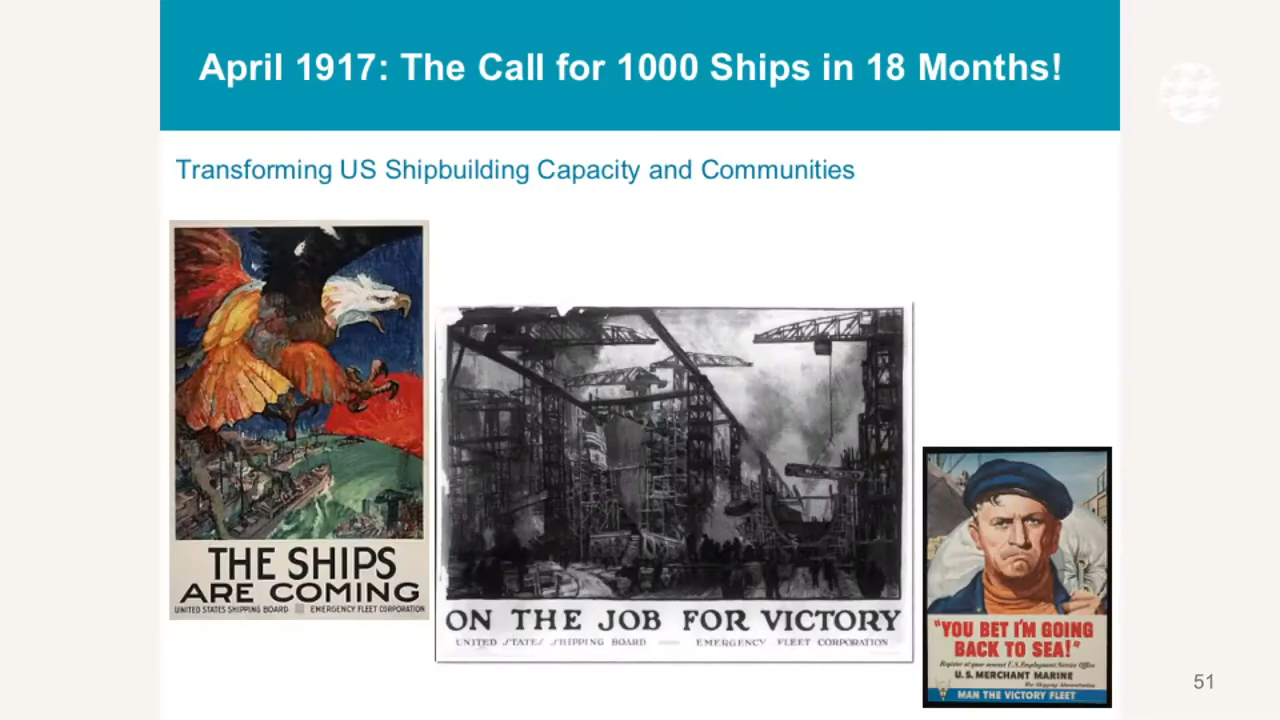 April 1917: The Call for 1000 Ships in 18 Months!
Transforming US Shipbuilding Capacity and Communities
THE SHIPS
ARE COMING
UNITED STATES SHIPPING BOARD EMERGENCY FLEET CORPORATION
ON THE JOB FOR VICTORY
UNITED STATES SHIPPING BOARD EMERGENCY FLEET CORPORATION
"YOU BET I'M GOING
BACK TO SEA!"
Register at your nearest U.S. Employment Service Office
U.S. MERCHANT MARINE
War Shipping Administration
MAN THE VICTORY FLEET
51